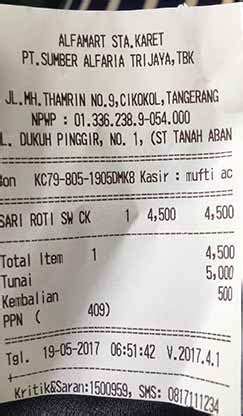 ALFAMART STA.KARET
PT.SUMBER ALFARIA TRIJAYA,TBK
JL.MH.THAMRIN NO.9,CIKOKOL,TANGERANG
NPWP : 01.336.238.9-054.000
L. DUKUH PINGGIR, NO. 1, (ST TANAH ABAN
Bon KC79-805-1905DMK8 Kasir : mufti ac
SARI ROTI SW CK 1 4,500 4,500
Total Item 1 4,500
Tunai 5,000
Kembalian 500
PPN ( 409)
Tgl. 19-05-2017 06:51:42 V.2017.4.1
Kritik&Saran:1500959, SMS: 0817111234